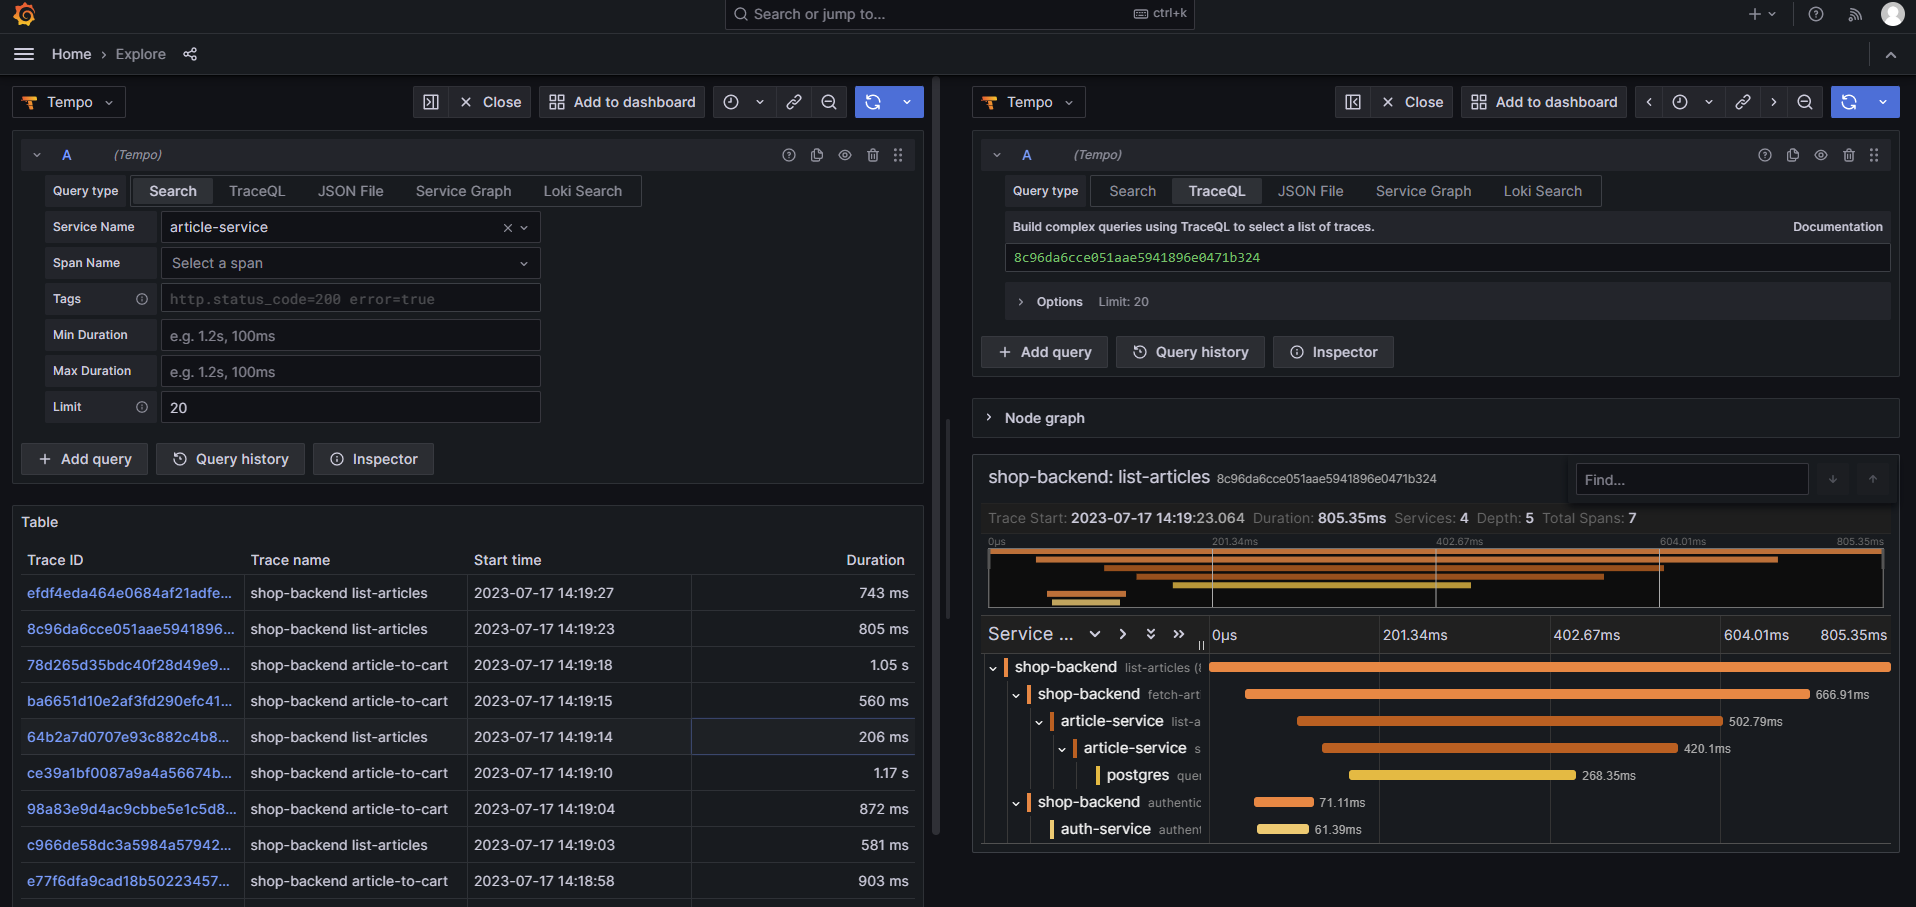 Search or jump to...
ctrl+k
Home › Explore
Tempo
Close
Add to dashboard
A (Tempo)
Query type Search TraceQL JSON File Service Graph Loki Search
Service Name article-service
Span Name Select a span
Tags http.status_code=200 error=true
Min Duration e.g. 1.2s, 100ms
Max Duration e.g. 1.2s, 100ms
Limit 20
+ Add query Query history Inspector
Table
Trace ID Trace name Start time Duration
efdf4eda464e0684af21adfe... shop-backend list-articles 2023-07-17 14:19:27 743 ms
8c96da6cce051aae5941896... shop-backend list-articles 2023-07-17 14:19:23 805 ms
78d265d35bdc40f28d49e9... shop-backend article-to-cart 2023-07-17 14:19:18 1.05 s
ba6651d10e2af3fd290efc41... shop-backend article-to-cart 2023-07-17 14:19:15 560 ms
64b2a7d0707e93c882c4b8... shop-backend list-articles 2023-07-17 14:19:14 206 ms
ce39a1bf0087a9a4a56674b... shop-backend article-to-cart 2023-07-17 14:19:10 1.17 s
98a83e9d4ac9cbbe5e1c5d8... shop-backend article-to-cart 2023-07-17 14:19:04 872 ms
c966de58dc3a5984a57942... shop-backend list-articles 2023-07-17 14:19:03 581 ms
e77f6dfa9cad18b50223457... shop-backend article-to-cart 2023-07-17 14:18:58 903 ms
Tempo
Close
Add to dashboard
A (Tempo)
Query type Search TraceQL JSON File Service Graph Loki Search
Build complex queries using TraceQL to select a list of traces. Documentation
8c96da6cce051aae5941896e0471b324
Options Limit: 20
+ Add query Query history Inspector
Node graph
shop-backend: list-articles 8c96da6cce051aae5941896e0471b324
Find...
Trace Start: 2023-07-17 14:19:23.064 Duration: 805.35ms Services: 4 Depth: 5 Total Spans: 7
0µs 201.34ms 402.67ms 604.01ms 805.35ms
Service ... 0µs 201.34ms 402.67ms 604.01ms 805.35ms
shop-backend list-articles (8
shop-backend fetch-art 666.91ms
article-service list-a 502.79ms
article-service s 420.1ms
postgres quer 268.35ms
shop-backend authentic 71.11ms
auth-service authent 61.39ms